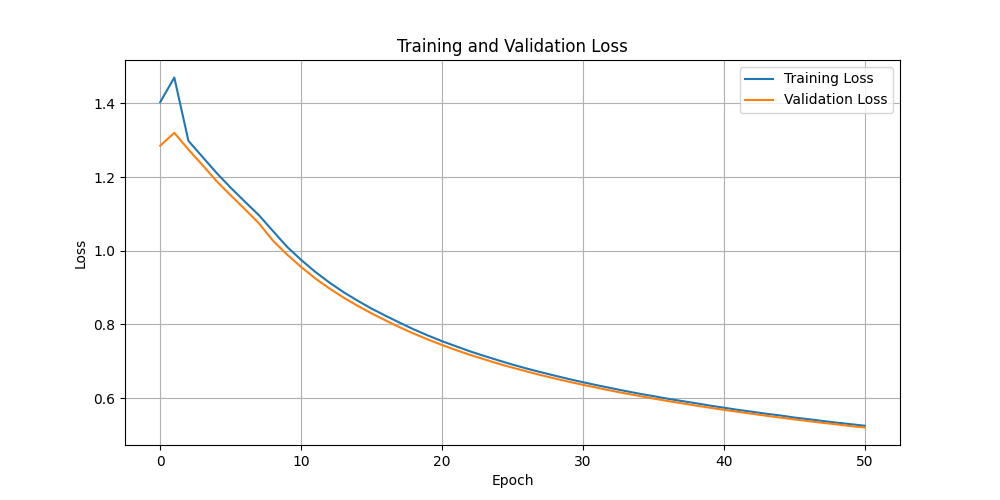 Training and Validation Loss
Training Loss
Validation Loss
1.4
1.2
1.0
0.8
0.6
Loss
0 10 20 30 40 50
Epoch